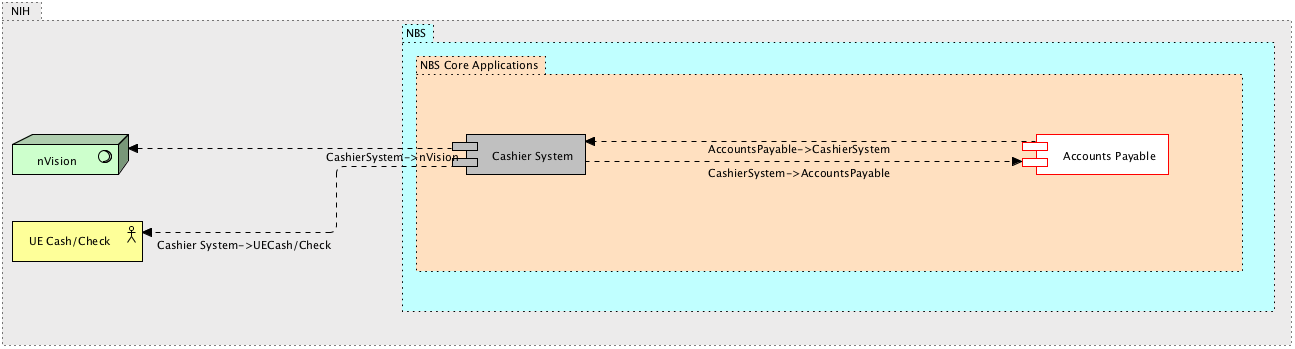 NIH
NBS
NBS Core Applications
nVision
CashierSystem->nVision
Cashier System
AccountsPayable->CashierSystem
Accounts Payable
CashierSystem->AccountsPayable
UE Cash/Check
Cashier System->UECash/Check